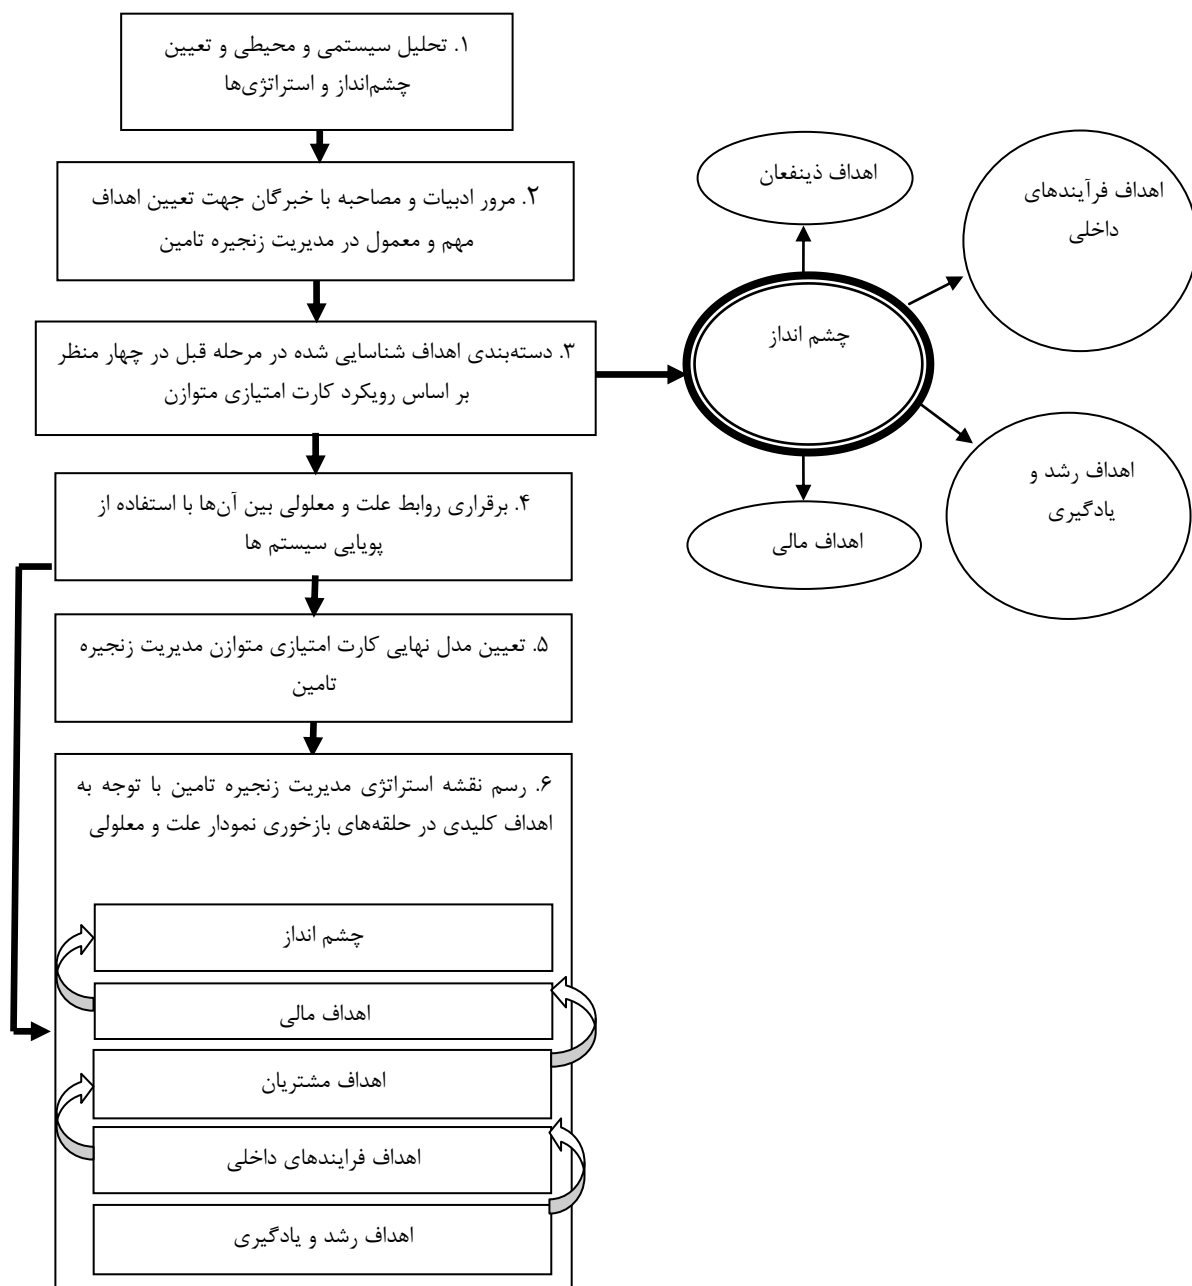 ۱. تحلیل سیستمی و محیطی و تعیین
چشم‌انداز و استراتژی‌ها
۲. مرور ادبیات و مصاحبه با خبرگان جهت تعیین اهداف
مهم و معمول در مدیریت زنجیره تامین
۳. دسته‌بندی اهداف شناسایی شده در مرحله قبل در چهار منظر
بر اساس رویکرد کارت امتیازی متوازن
۴. برقراری روابط علت و معلولی بین آن‌ها با استفاده از
پویایی سیستم ها
۵. تعیین مدل نهایی کارت امتیازی متوازن مدیریت زنجیره
تامین
۶. رسم نقشه استراتژی مدیریت زنجیره تامین با توجه به
اهداف کلیدی در حلقه‌های بازخوری نمودار علت و معلولی
چشم انداز
اهداف مالی
اهداف مشتریان
اهداف فرایندهای داخلی
اهداف رشد و یادگیری
اهداف ذینفعان
اهداف فرآیندهای
داخلی
چشم انداز
اهداف رشد و
یادگیری
اهداف مالی